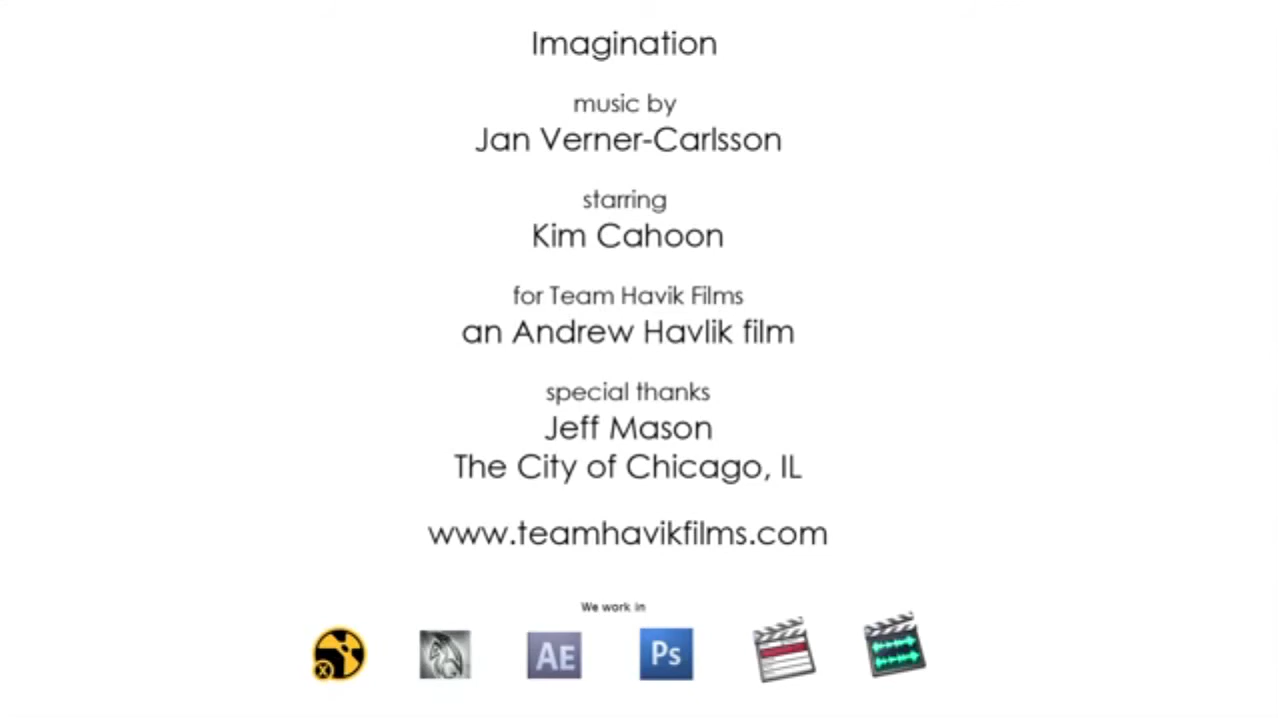 Imagination
music by
Jan Verner-Carlsson
starring
Kim Cahoon
for Team Havik Films
an Andrew Havlik film
special thanks
Jeff Mason
The City of Chicago, IL
www.teamhavikfilms.com
We work in
X
AE
Ps